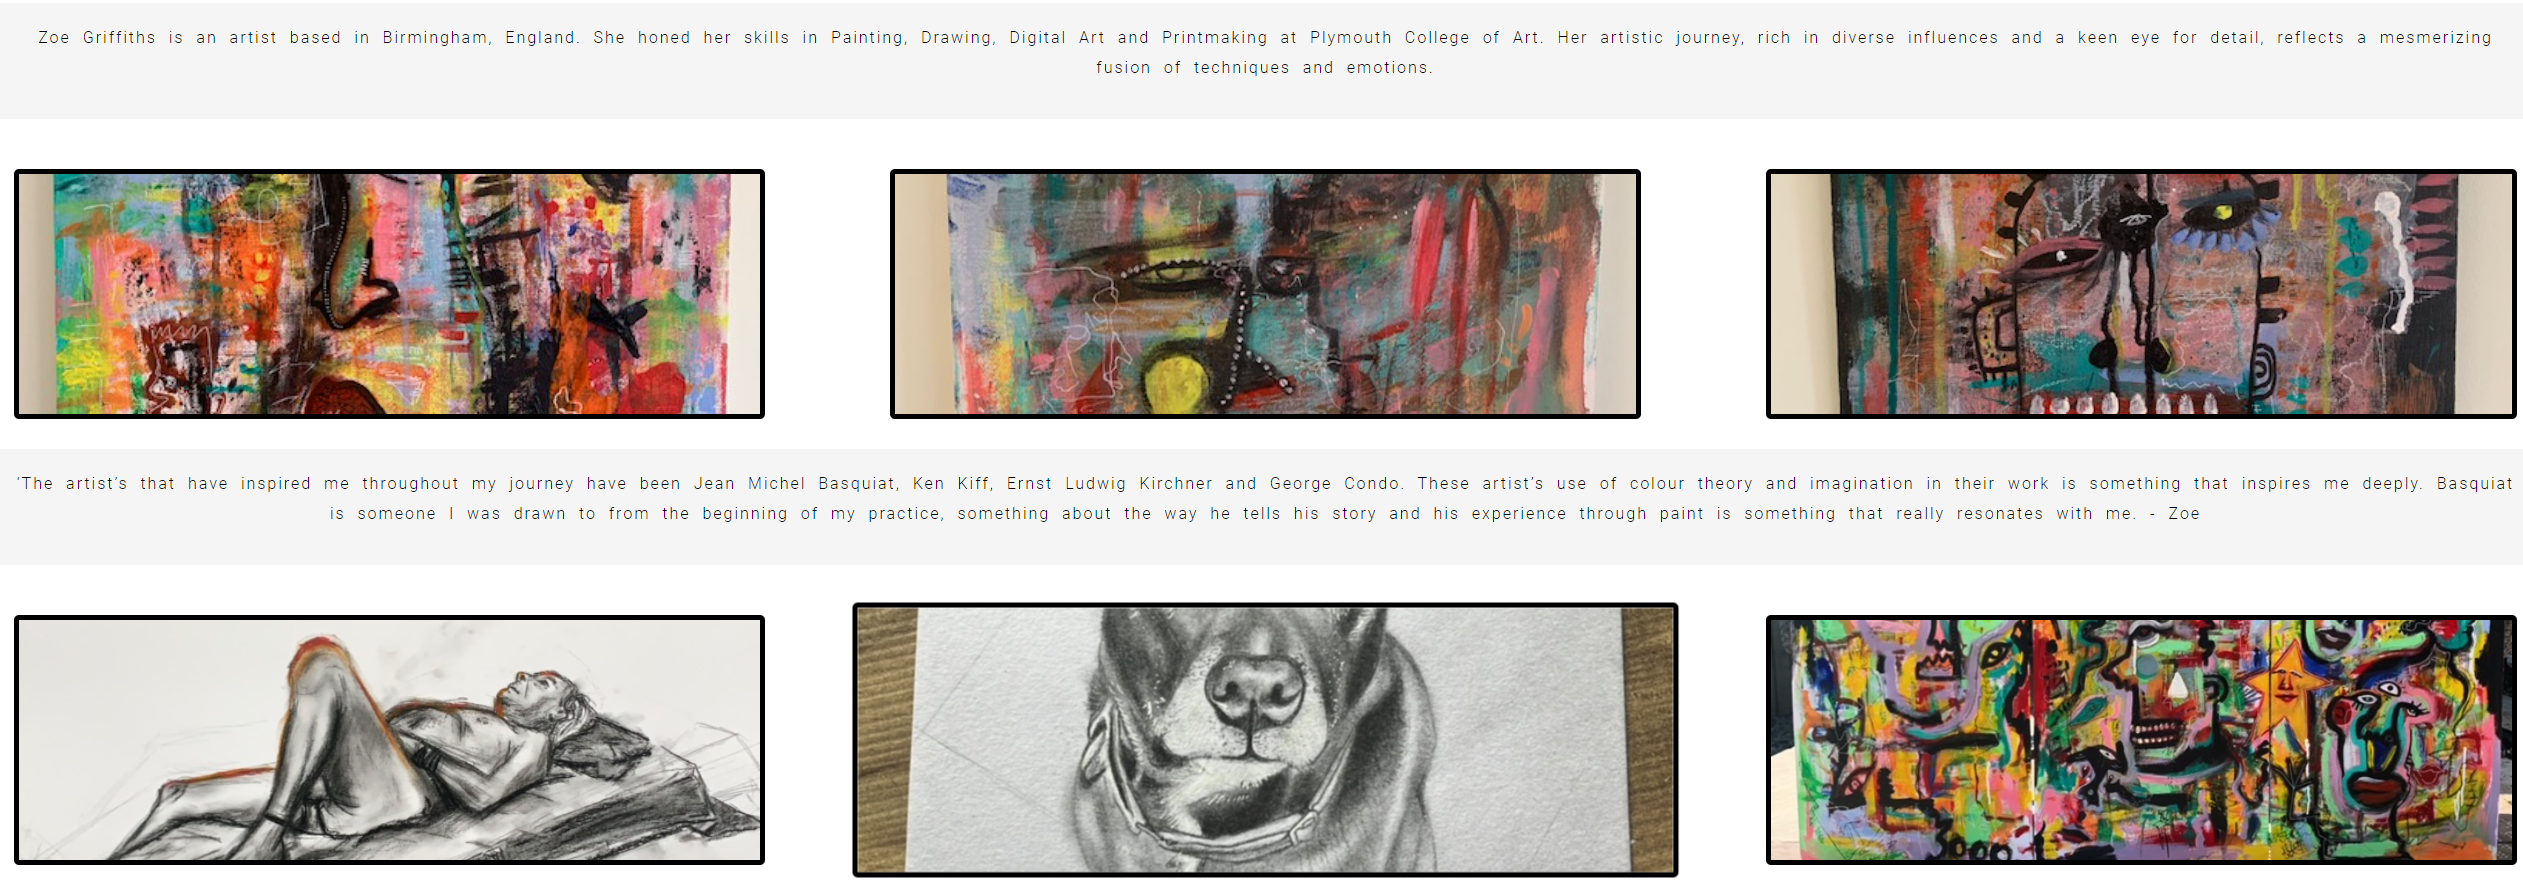 Zoe Griffiths is an artist based in Birmingham, England. She honed her skills in Painting, Drawing, Digital Art and Printmaking at Plymouth College of Art. Her artistic journey, rich in diverse influences and a keen eye for detail, reflects a mesmerizing
fusion of techniques and emotions.
‘The artist’s that have inspired me throughout my journey have been Jean Michel Basquiat, Ken Kiff, Ernst Ludwig Kirchner and George Condo. These artist’s use of colour theory and imagination in their work is something that inspires me deeply. Basquiat
is someone I was drawn to from the beginning of my practice, something about the way he tells his story and his experience through paint is something that really resonates with me. - Zoe